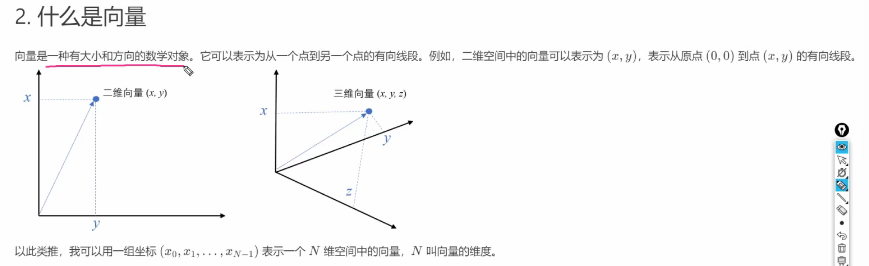 2. 什么是向量
向量是一种有大小和方向的数学对象。它可以表示为从一个点到另一个点的有向线段。例如，二维空间中的向量可以表示为 (x, y)，表示从原点 (0, 0) 到点 (x, y) 的有向线段。
x
二维向量 (x, y)
y
三维向量 (x, y, z)
x
y
z
以此类推，我可以用一组坐标 (x₀, x₁, . . . , x_{N−1}) 表示一个 N 维空间中的向量，N 叫向量的维度。